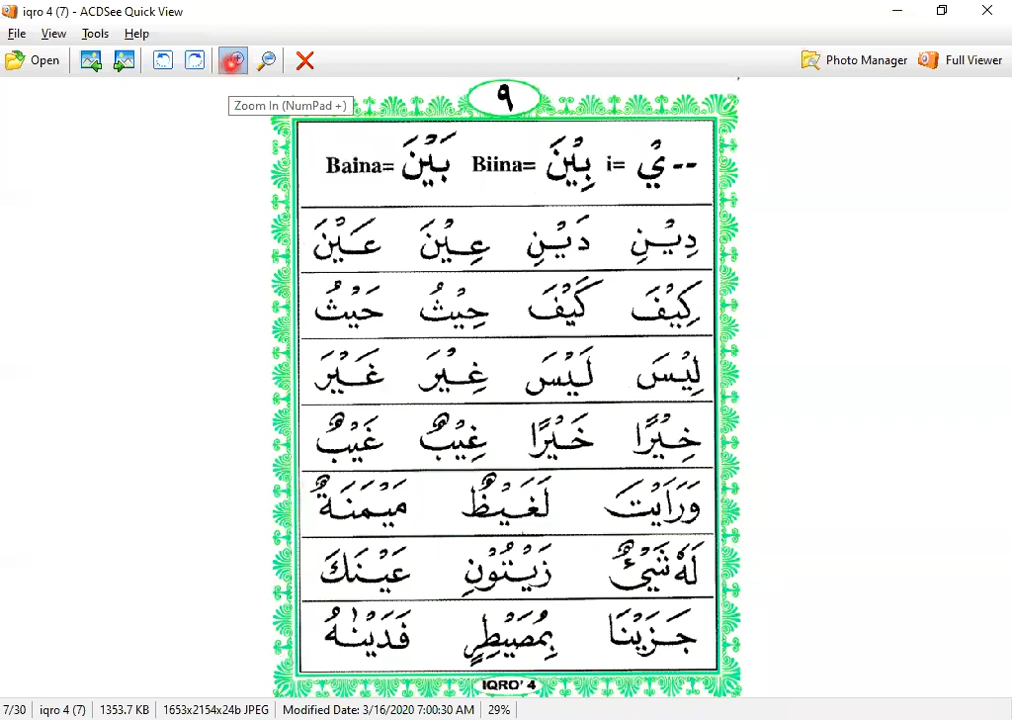 iqro 4 (7) - ACDSee Quick View
File View Tools Help
Open Photo Manager Full Viewer
Zoom In (NumPad +)
٩
-- يْ =i بِيْنَ =Biina بَيْنَ =Baina
دِيْنِ دَيْنِ عِيْنَ عَيْنَ
كِيْفَ كَيْفَ حِيْثُ حَيْثُ
لِيْسَ لَيْسَ غِيْرَ غَيْرَ
خِيْرًا خَيْرًا غِيْبٌ غَيْبٌ
وَرَاَيْتَ لَغَيْظٌ مَيْمَنَةٌ
لَهٗ شَيْئٌ زَيْتُوْنِ عَيْنَكَ
جَزَيْنَا بِمُصَيْطِرٍ فَدَيْنٰهُ
IQRO' 4
7/30 iqro 4 (7) 1353.7 KB 1653x2154x24b JPEG Modified Date: 3/16/2020 7:00:30 AM 29%